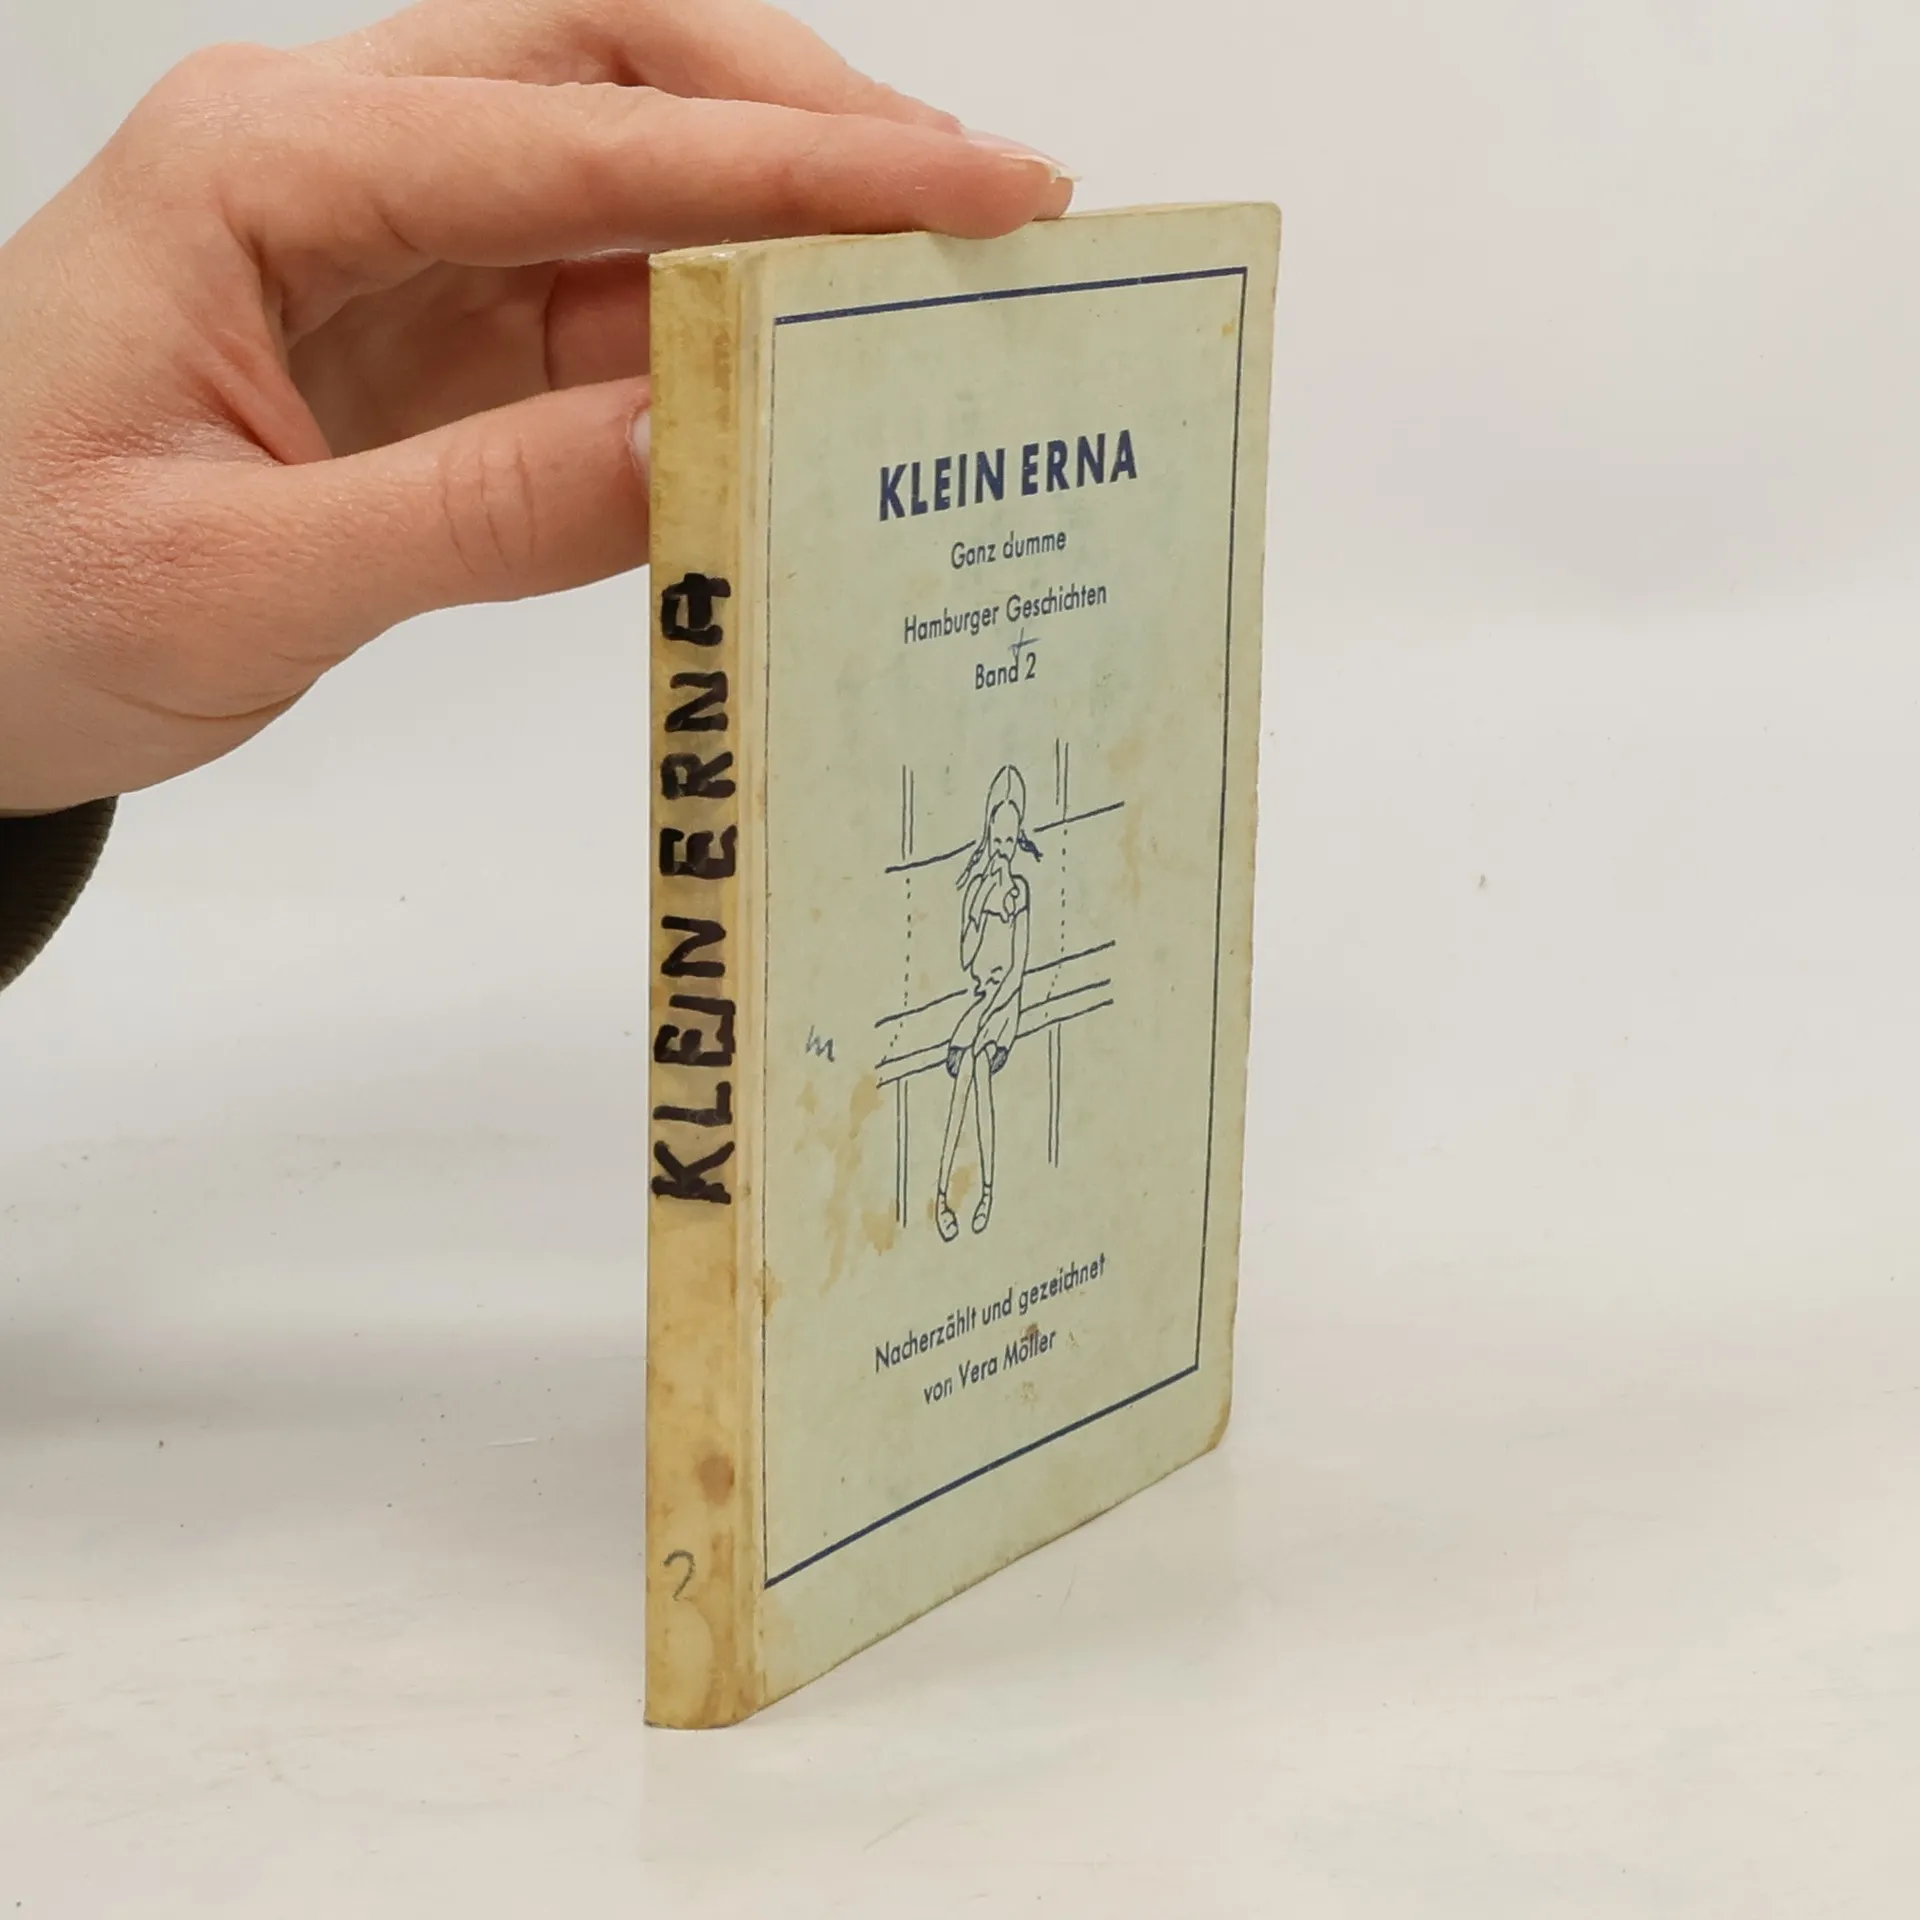 KLEIN ERNA
2
KLEIN ERNA
Ganz dumme
Hamburger Geschichten
Band 2
Nacherzählt und gezeichnet
von Vera Möller